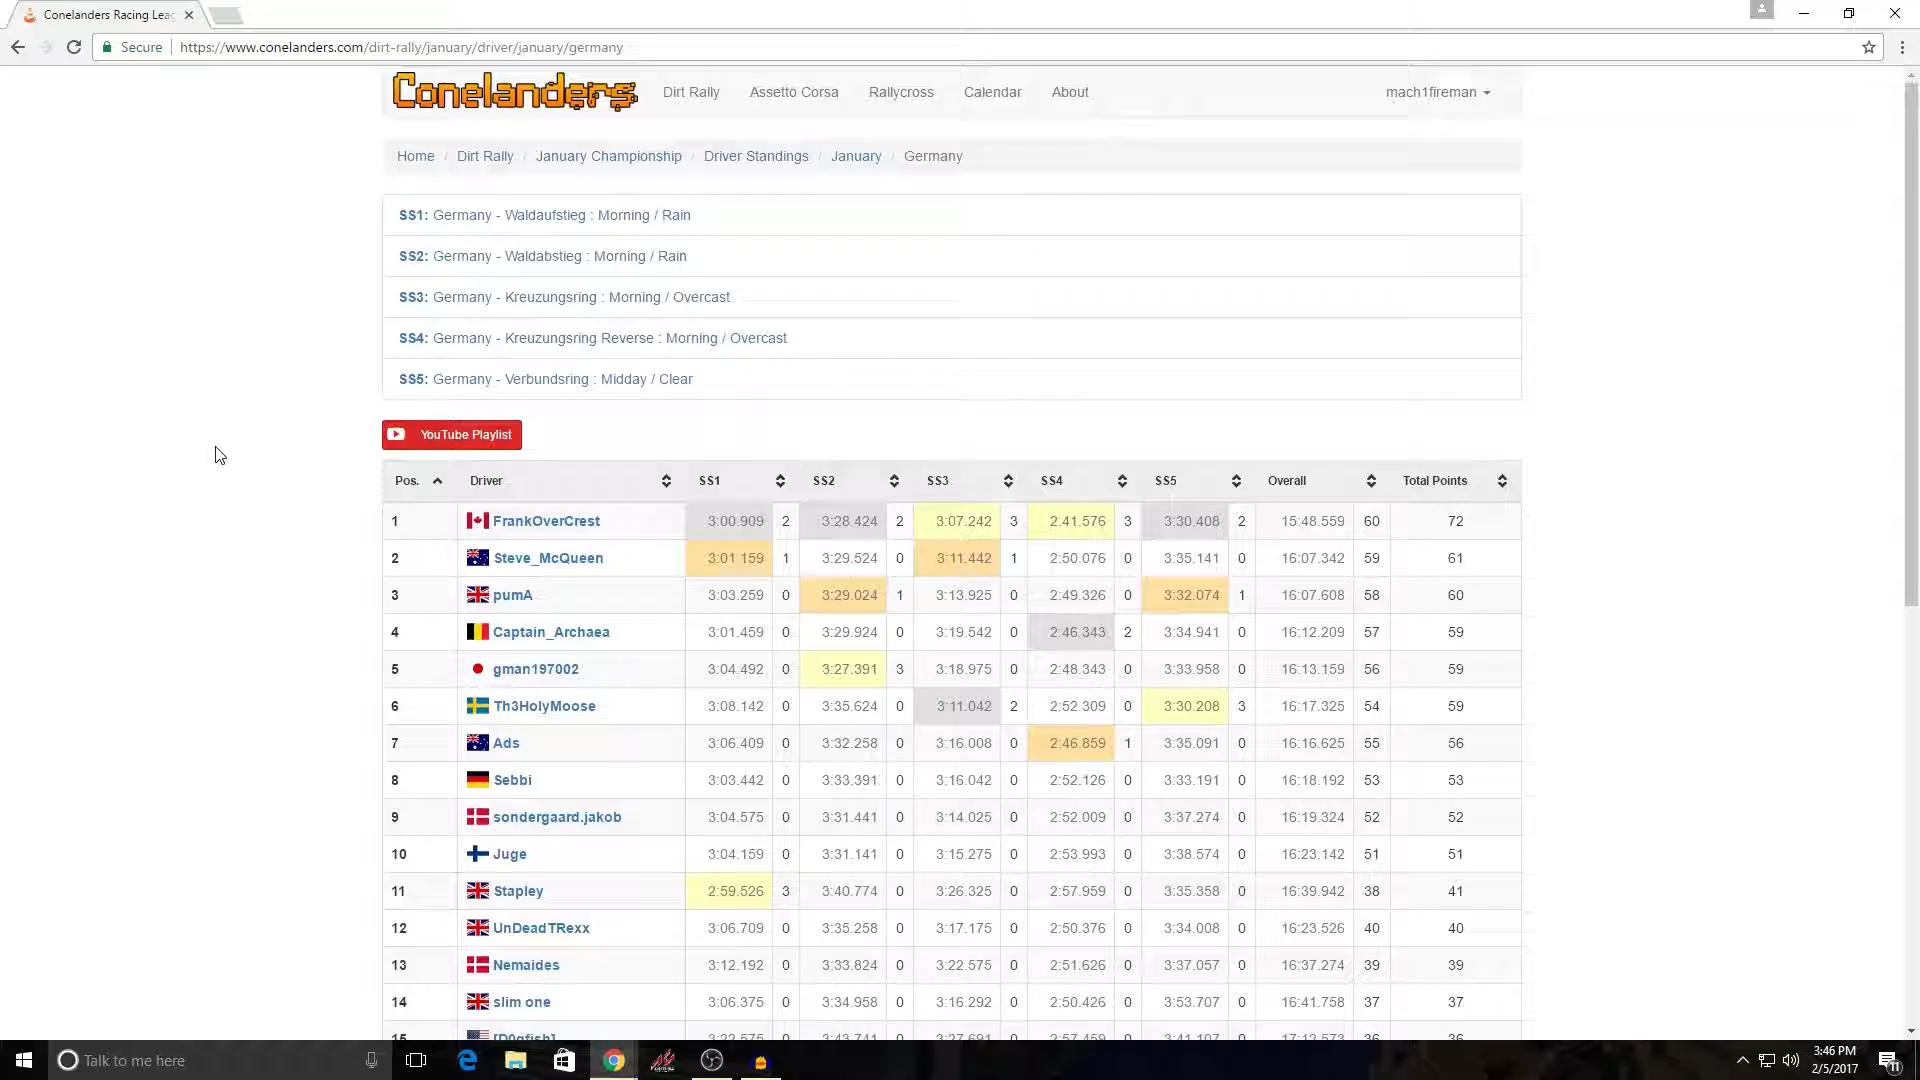 Conelanders Racing Leag
Secure https://www.conelanders.com/dirt-rally/january/driver/january/germany
Conelanders Dirt Rally Assetto Corsa Rallycross Calendar About mach1fireman
Home / Dirt Rally / January Championship / Driver Standings / January / Germany
SS1: Germany - Waldaufstieg : Morning / Rain
SS2: Germany - Waldabstieg : Morning / Rain
SS3: Germany - Kreuzungsring : Morning / Overcast
SS4: Germany - Kreuzungsring Reverse : Morning / Overcast
SS5: Germany - Verbundsring : Midday / Clear
YouTube Playlist
Pos. Driver SS1 SS2 SS3 SS4 SS5 Overall Total Points
1 FrankOverCrest 3:00.909 2 3:28.424 2 3:07.242 3 2:41.576 3 3:30.408 2 15:48.559 60 72
2 Steve_McQueen 3:01.159 1 3:29.524 0 3:11.442 1 2:50.076 0 3:35.141 0 16:07.342 59 61
3 pumA 3:03.259 0 3:29.024 1 3:13.925 0 2:49.326 0 3:32.074 1 16:07.608 58 60
4 Captain_Archaea 3:01.459 0 3:29.924 0 3:19.542 0 2:46.343 2 3:34.941 0 16:12.209 57 59
5 gman197002 3:04.492 0 3:27.391 3 3:18.975 0 2:48.343 0 3:33.958 0 16:13.159 56 59
6 Th3HolyMoose 3:08.142 0 3:35.624 0 3:11.042 2 2:52.309 0 3:30.208 3 16:17.325 54 59
7 Ads 3:06.409 0 3:32.258 0 3:16.008 0 2:46.859 1 3:35.091 0 16:16.625 55 56
8 Sebbi 3:03.442 0 3:33.391 0 3:16.042 0 2:52.126 0 3:33.191 0 16:18.192 53 53
9 sondergaard.jakob 3:04.575 0 3:31.441 0 3:14.025 0 2:52.009 0 3:37.274 0 16:19.324 52 52
10 Juge 3:04.159 0 3:31.141 0 3:15.275 0 2:53.993 0 3:38.574 0 16:23.142 51 51
11 Stapley 2:59.526 3 3:40.774 0 3:26.325 0 2:57.959 0 3:35.358 0 16:39.942 38 41
12 UnDeadTRexx 3:06.709 0 3:35.258 0 3:17.175 0 2:50.376 0 3:34.008 0 16:23.526 40 40
13 Nemaides 3:12.192 0 3:33.824 0 3:22.575 0 2:51.626 0 3:37.057 0 16:37.274 39 39
14 slim one 3:06.375 0 3:34.958 0 3:16.292 0 2:50.426 0 3:53.707 0 16:41.758 37 37
15 [D0gfish]
Talk to me here 3:46 PM
2/5/2017 11